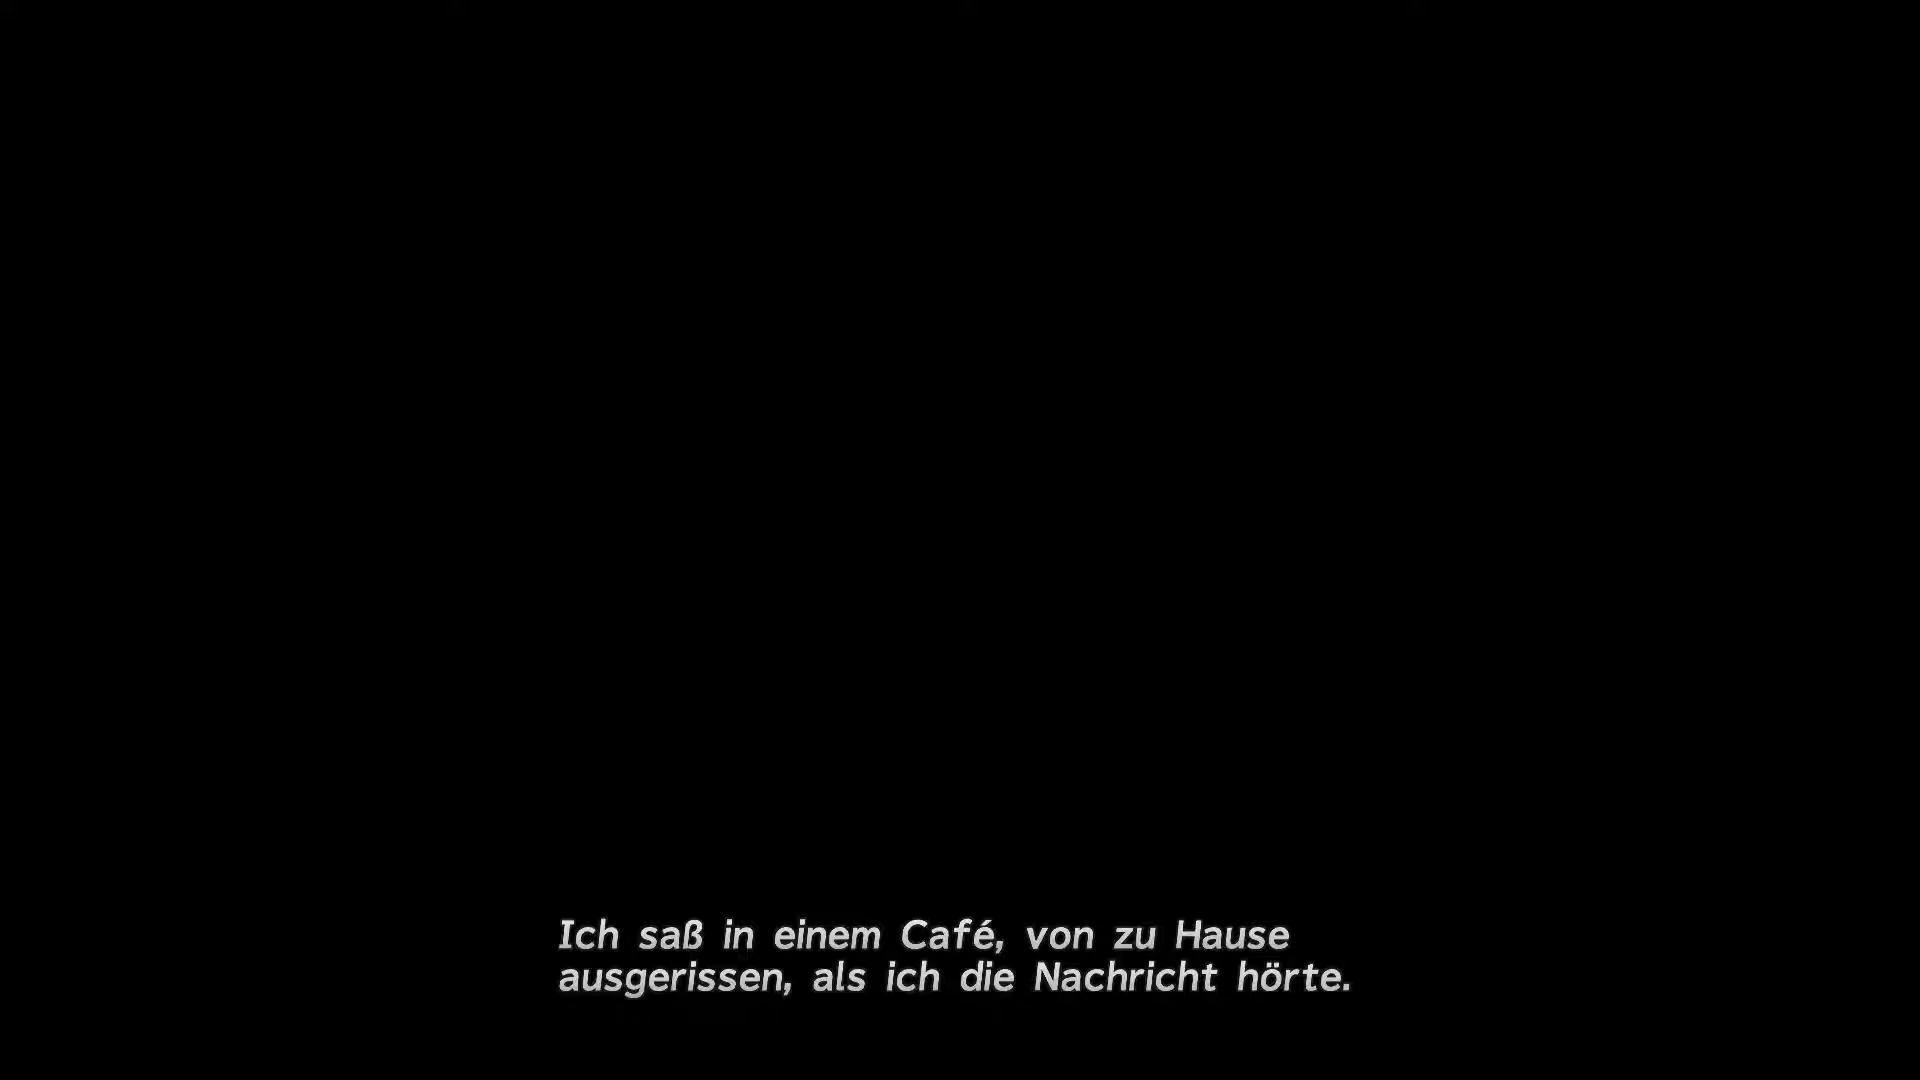 Ich saß in einem Café, von zu Hause
ausgerissen, als ich die Nachricht hörte.